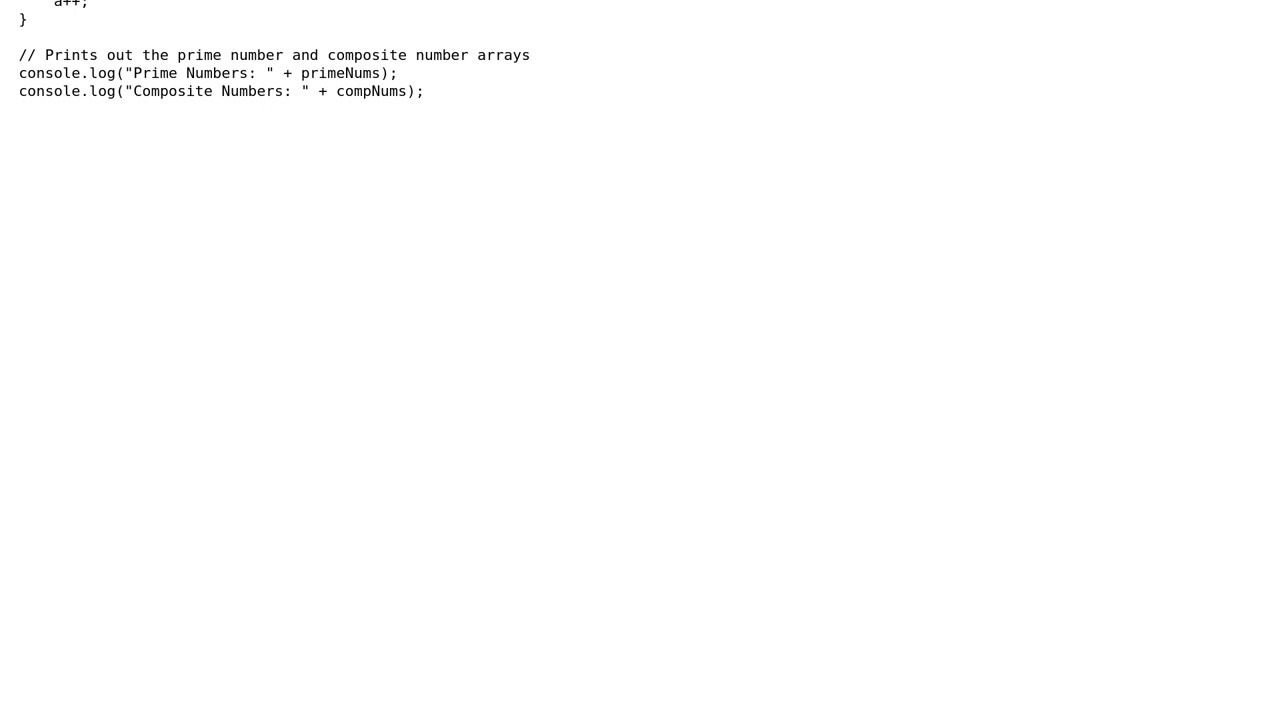 a++;
}

// Prints out the prime number and composite number arrays
console.log("Prime Numbers: " + primeNums);
console.log("Composite Numbers: " + compNums);